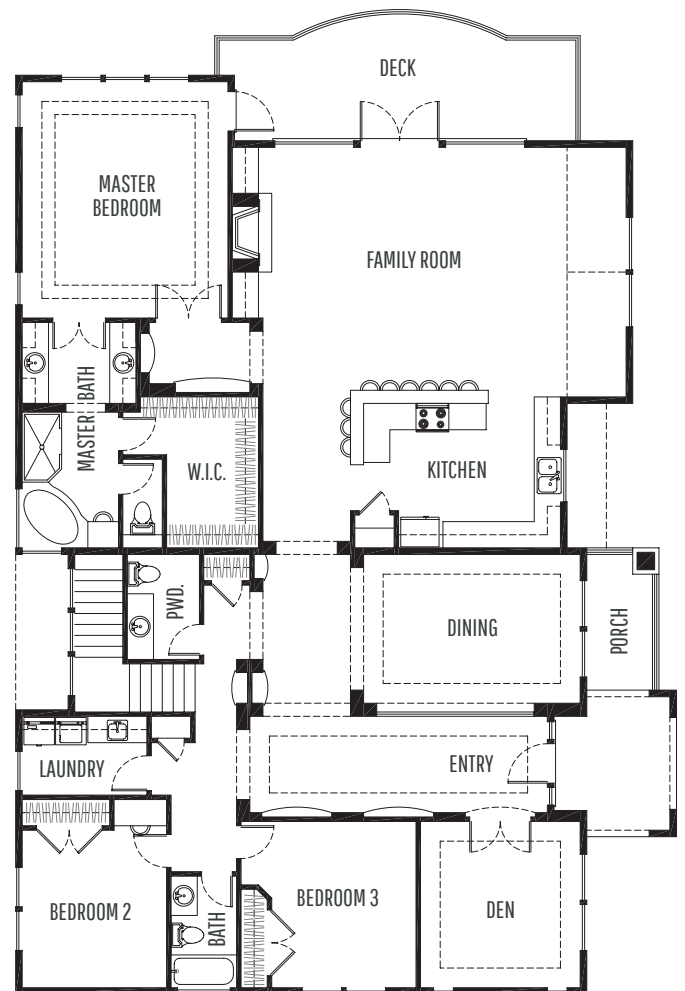 DECK
MASTER
BEDROOM
FAMILY ROOM
MASTER BATH
W.I.C.
KITCHEN
PWD.
DINING
PORCH
LAUNDRY
ENTRY
BEDROOM 2
BATH
BEDROOM 3
DEN